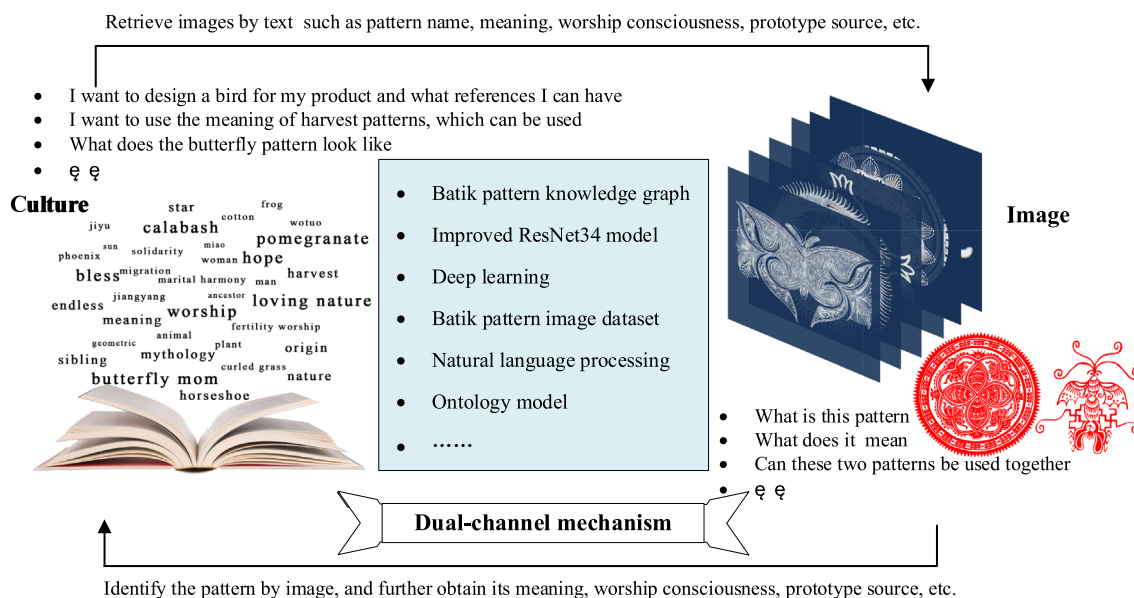 Retrieve images by text such as pattern name, meaning, worship consciousness, prototype source, etc.
• I want to design a bird for my product and what references I can have
• I want to use the meaning of harvest patterns, which can be used
• What does the butterfly pattern look like
• ę ę
Culture
star
frog
jiyu
calabash
cotton
wotuo
pomegranate
sun
solidarity
miao
phoenix
woman
hope
bless
migration
marital harmony
man
harvest
endless
jiangyang
ancestor
loving nature
worship
meaning
fertility worship
animal
geometric
mythology
plant
origin
sibling
curled grass
butterfly mom
nature
horseshoe
• Batik pattern knowledge graph
• Improved ResNet34 model
• Deep learning
• Batik pattern image dataset
• Natural language processing
• Ontology model
• ......
Image
• What is this pattern
• What does it mean
• Can these two patterns be used together
• ę ę
Dual-channel mechanism
Identify the pattern by image, and further obtain its meaning, worship consciousness, prototype source, etc.